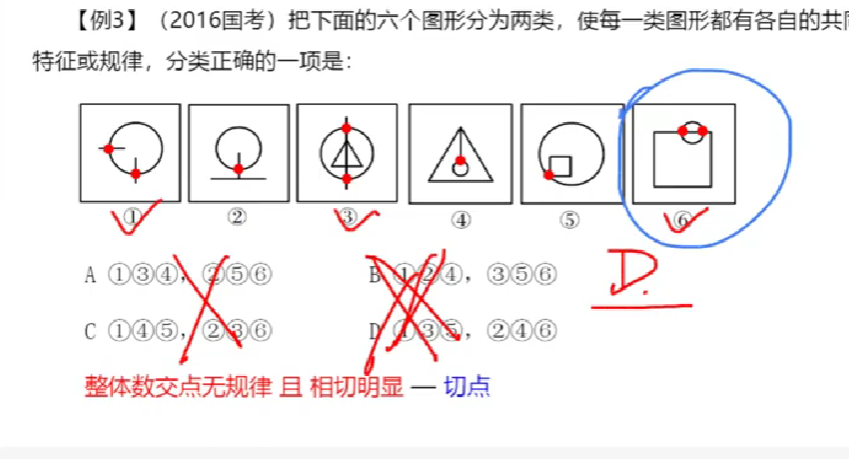 【例3】(2016国考)把下面的六个图形分为两类，使每一类图形都有各自的共同
特征或规律，分类正确的一项是：
① ② ③ ④ ⑤ ⑥
A ①③④，②⑤⑥ B ①②④，③⑤⑥ D.
C ①④⑤，②③⑥ D ①③⑤，②④⑥
整体数交点无规律 且 相切明显 — 切点